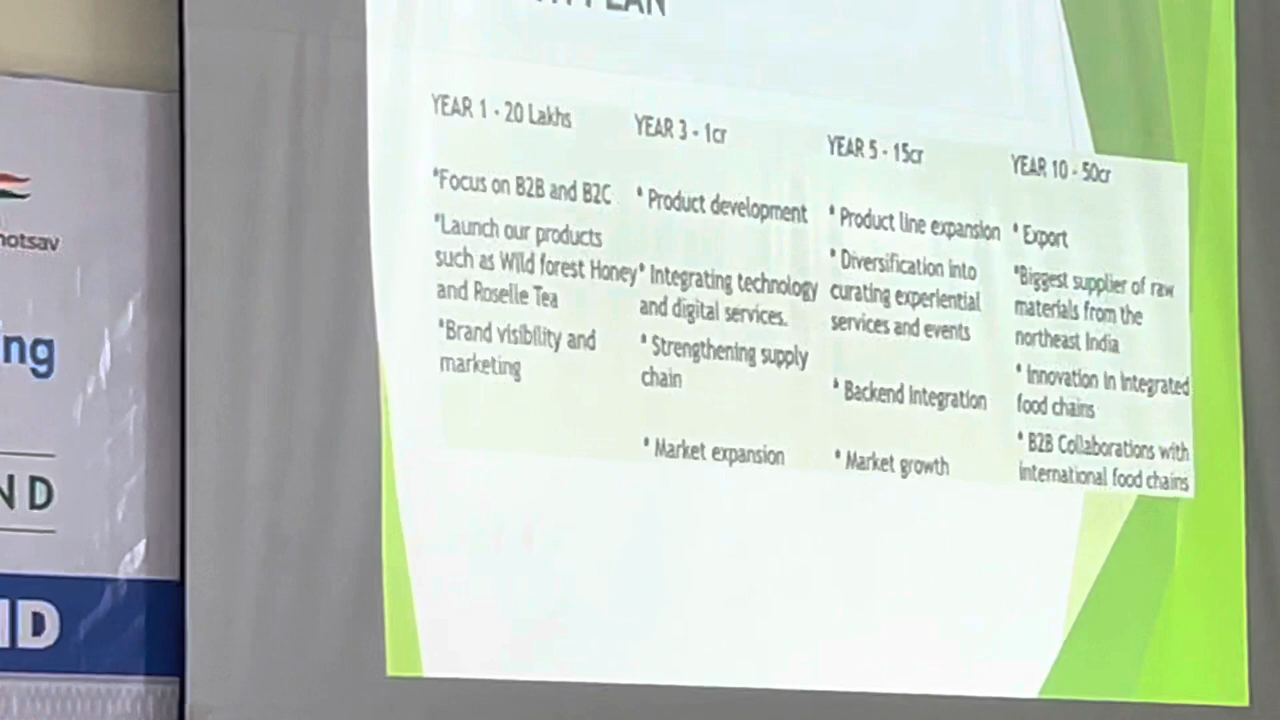 PLAN
YEAR 1 - 20 Lakhs
*Focus on B2B and B2C
*Launch our products
such as Wild forest Honey
and Roselle Tea
*Brand visibility and
marketing
YEAR 3 - 1cr
* Product development
* Integrating technology
and digital services.
* Strengthening supply
chain
* Market expansion
YEAR 5 - 15cr
* Product line expansion
* Diversification into
curating experiential
services and events
* Backend Integration
* Market growth
YEAR 10 - 50cr
* Export
*Biggest supplier of raw
materials from the
northeast India
* Innovation in Integrated
food chains
* B2B Collaborations with
international food chains
hotsav
ng
ND
ND